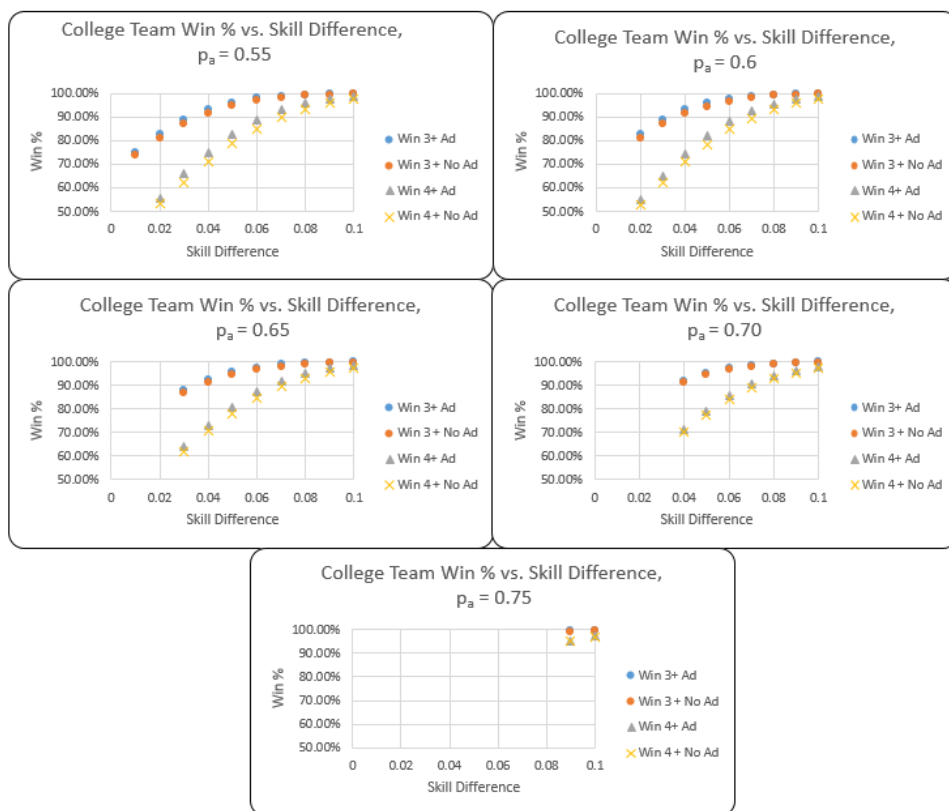 College Team Win % vs. Skill Difference,
pₐ = 0.55
100.00%
90.00%
80.00%
70.00%
60.00%
50.00%
Win %
0 0.02 0.04 0.06 0.08 0.1
Skill Difference
Win 3+ Ad
Win 3 + No Ad
Win 4+ Ad
Win 4 + No Ad
College Team Win % vs. Skill Difference,
pₐ = 0.6
100.00%
90.00%
80.00%
70.00%
60.00%
50.00%
Win %
0 0.02 0.04 0.06 0.08 0.1
Skill Difference
Win 3+ Ad
Win 3 + No Ad
Win 4+ Ad
Win 4 + No Ad
College Team Win % vs. Skill Difference,
pₐ = 0.65
100.00%
90.00%
80.00%
70.00%
60.00%
50.00%
Win %
0 0.02 0.04 0.06 0.08 0.1
Skill Difference
Win 3+ Ad
Win 3 + No Ad
Win 4+ Ad
Win 4 + No Ad
College Team Win % vs. Skill Difference,
pₐ = 0.70
100.00%
90.00%
80.00%
70.00%
60.00%
50.00%
Win %
0 0.02 0.04 0.06 0.08 0.1
Skill Difference
Win 3+ Ad
Win 3 + No Ad
Win 4+ Ad
Win 4 + No Ad
College Team Win % vs. Skill Difference,
pₐ = 0.75
100.00%
90.00%
80.00%
70.00%
60.00%
50.00%
Win %
0 0.02 0.04 0.06 0.08 0.1
Skill Difference
Win 3+ Ad
Win 3 + No Ad
Win 4+ Ad
Win 4 + No Ad